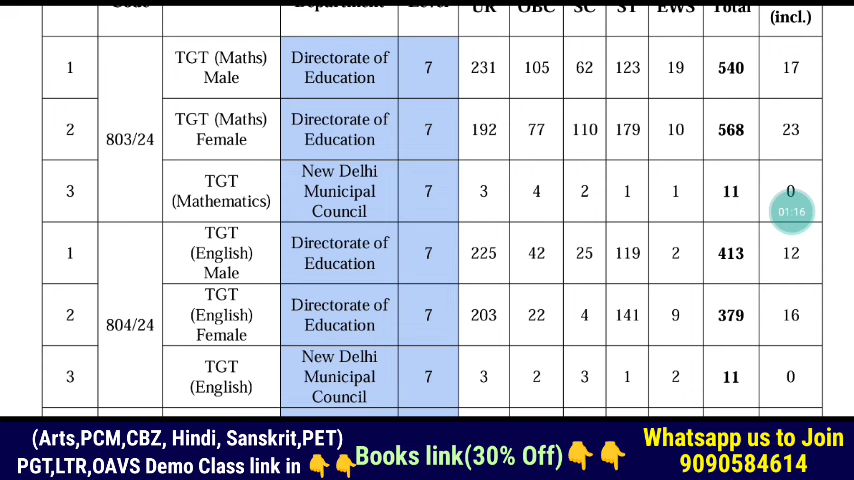 Code Department Level UR OBC SC ST EWS Total (incl.)
1 803/24 TGT (Maths) Male Directorate of Education 7 231 105 62 123 19 540 17
2 TGT (Maths) Female Directorate of Education 7 192 77 110 179 10 568 23
3 TGT (Mathematics) New Delhi Municipal Council 7 3 4 2 1 1 11 0
01:16
1 804/24 TGT (English) Male Directorate of Education 7 225 42 25 119 2 413 12
2 TGT (English) Female Directorate of Education 7 203 22 4 141 9 379 16
3 TGT (English) New Delhi Municipal Council 7 3 2 3 1 2 11 0
(Arts,PCM,CBZ, Hindi, Sanskrit,PET)
PGT,LTR,OAVS Demo Class link in 👇👇
Books link(30% Off)👇👇
Whatsapp us to Join
9090584614